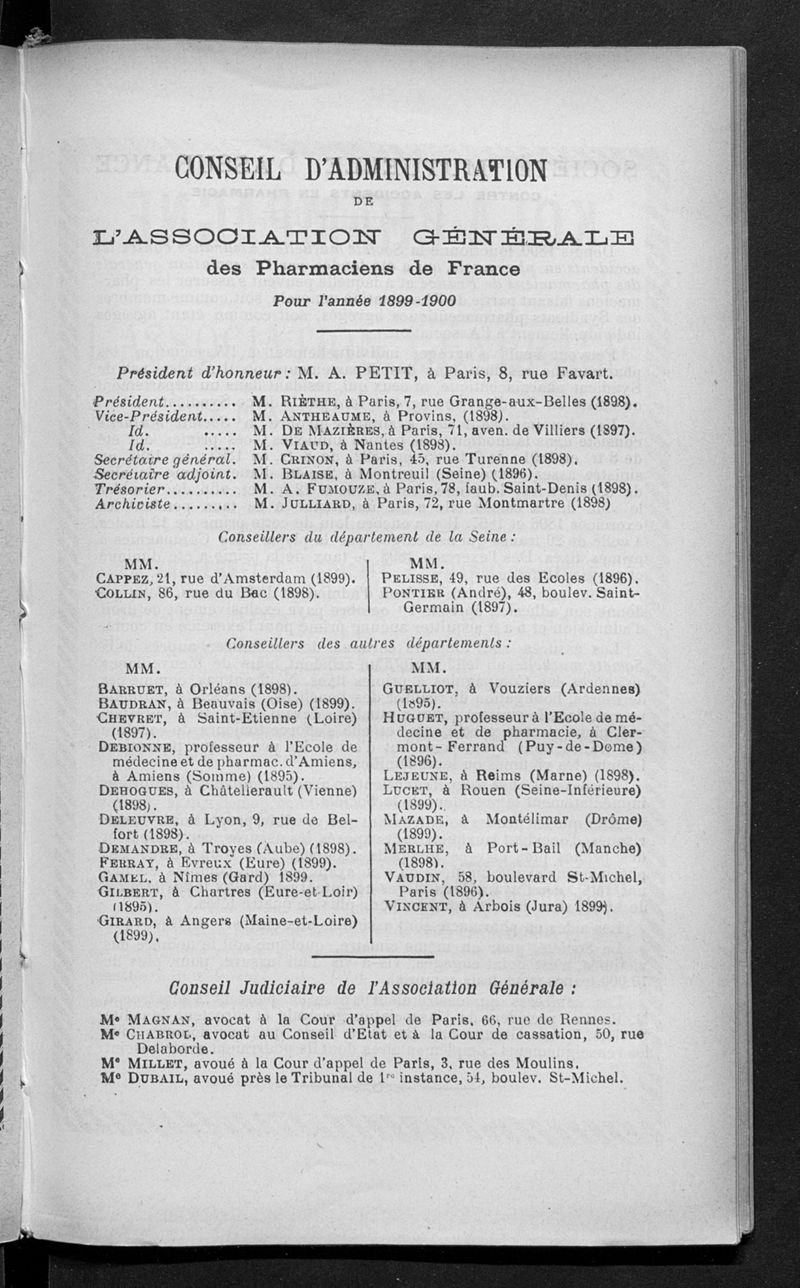 CONSEIL D'ADMINISTRATION
DE
L'ASSOCIATION GÉNÉRALE
des Pharmaciens de France
Pour l'année 1899-1900
Président d'honneur : M. A. PETIT, à Paris, 8, rue Favart.
Président.......... M. RIÈTHE, à Paris, 7, rue Grange-aux-Belles (1898).
Vice-Président..... M. ANTHEAUME, à Provins, (1898).
Id. ..... M. DE MAZIÈRES, à Paris, 71, aven. de Villiers (1897).
Id. ..... M. VIAUD, à Nantes (1898).
Secrétaire général. M. CRINON, à Paris, 45, rue Turenne (1898).
Secrétaire adjoint. M. BLAISE, à Montreuil (Seine) (1896).
Trésorier.......... M. A. FUMOUZE, à Paris, 78, faub. Saint-Denis (1898).
Archiviste......... M. JULLIARD, à Paris, 72, rue Montmartre (1898)
Conseillers du département de la Seine :
MM.
CAPPEZ, 21, rue d'Amsterdam (1899).
COLLIN, 86, rue du Bac (1898).
MM.
PELISSE, 49, rue des Ecoles (1896).
PONTIER (André), 48, boulev. Saint-
Germain (1897).
Conseillers des autres départements :
MM.
BARRUET, à Orléans (1898).
BAUDRAN, à Beauvais (Oise) (1899).
CHEVRET, à Saint-Etienne (Loire)
(1897).
DEBIONNE, professeur à l'Ecole de
médecine et de pharmac. d'Amiens,
à Amiens (Somme) (1895).
DEHOGUES, à Châtellerault (Vienne)
(1898).
DELEUVRE, à Lyon, 9, rue de Bel-
fort (1898).
DEMANDRE, à Troyes (Aube) (1898).
FERRAY, à Evreux (Eure) (1899).
GAMEL, à Nîmes (Gard) 1899.
GILBERT, à Chartres (Eure-et-Loir)
(1895).
GIRARD, à Angers (Maine-et-Loire)
(1899).
MM.
GUELLIOT, à Vouziers (Ardennes)
(1895).
HUGUET, professeur à l'Ecole de mé-
decine et de pharmacie, à Cler-
mont-Ferrand (Puy-de-Dome)
(1896).
LEJEUNE, à Reims (Marne) (1898).
LUCET, à Rouen (Seine-Inférieure)
(1899).
MAZADE, à Montélimar (Drôme)
(1899).
MERLHE, à Port-Bail (Manche)
(1898).
VAUDIN, 58, boulevard St-Michel,
Paris (1896).
VINCENT, à Arbois (Jura) 1899).
Conseil Judiciaire de l'Association Générale :
Me MAGNAN, avocat à la Cour d'appel de Paris, 66, rue de Rennes.
Me CHABROL, avocat au Conseil d'Etat et à la Cour de cassation, 50, rue
Delaborde.
Me MILLET, avoué à la Cour d'appel de Paris, 3, rue des Moulins.
Me DUBAIL, avoué près le Tribunal de 1re instance, 54, boulev. St-Michel.